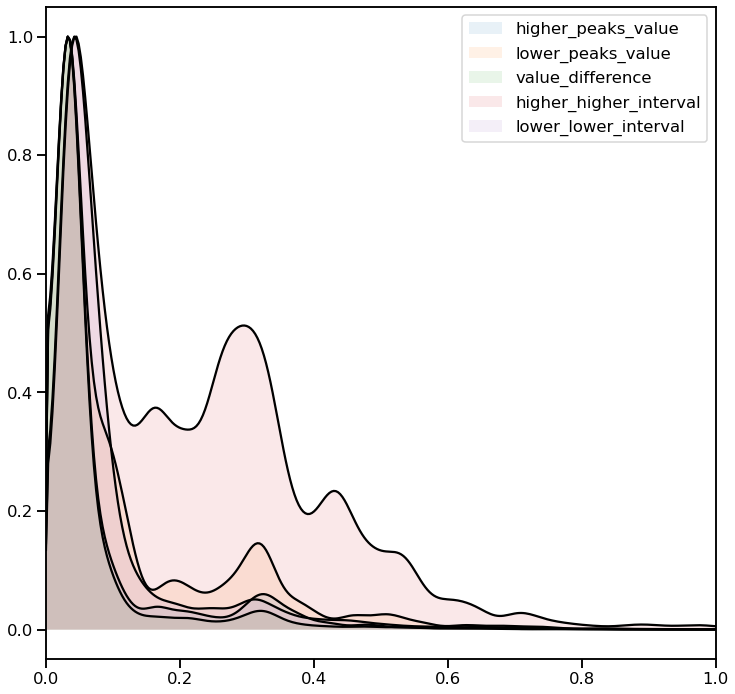 higher_peaks_value
lower_peaks_value
value_difference
higher_higher_interval
lower_lower_interval
1.0
0.8
0.6
0.4
0.2
0.0
0.0 0.2 0.4 0.6 0.8 1.0